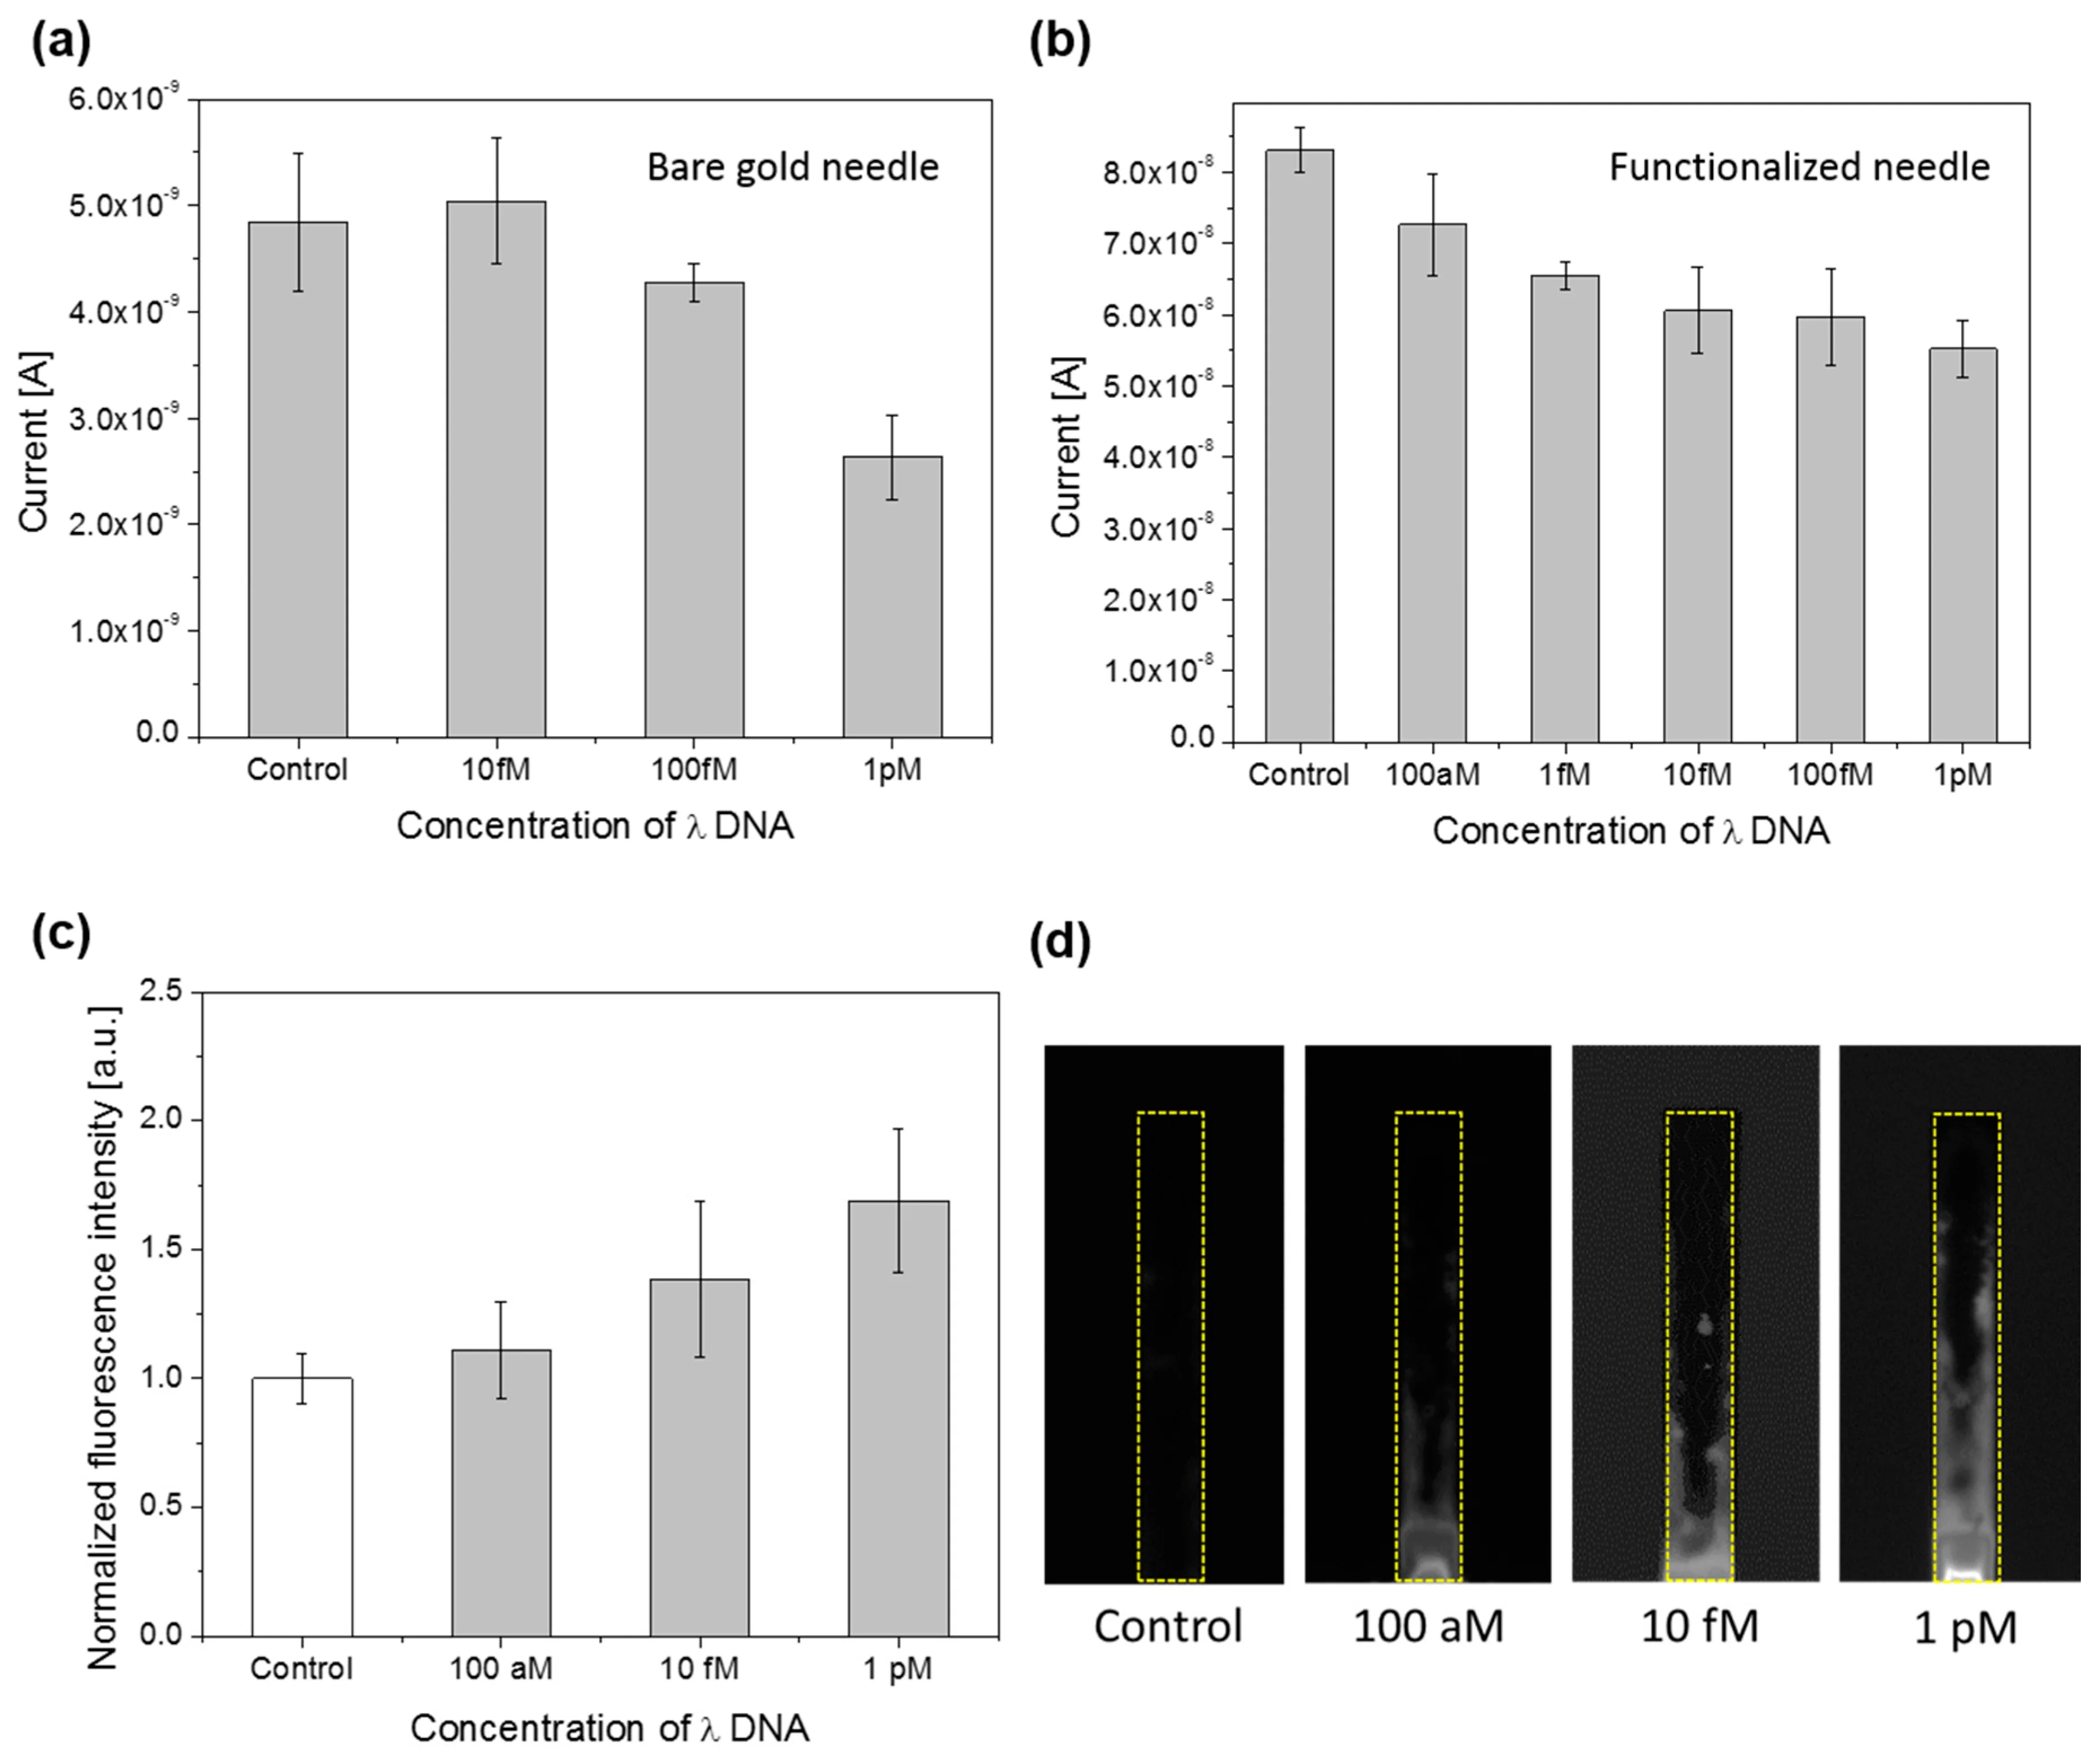 (a)
6.0x10⁻⁹
5.0x10⁻⁹
4.0x10⁻⁹
3.0x10⁻⁹
2.0x10⁻⁹
1.0x10⁻⁹
0.0
Current [A]
Bare gold needle
Control 10fM 100fM 1pM
Concentration of λ DNA
(b)
8.0x10⁻⁸
7.0x10⁻⁸
6.0x10⁻⁸
5.0x10⁻⁸
4.0x10⁻⁸
3.0x10⁻⁸
2.0x10⁻⁸
1.0x10⁻⁸
0.0
Current [A]
Functionalized needle
Control 100aM 1fM 10fM 100fM 1pM
Concentration of λ DNA
(c)
2.5
2.0
1.5
1.0
0.5
0.0
Normalized fluorescence intensity [a.u.]
Control 100 aM 10 fM 1 pM
Concentration of λ DNA
(d)
Control 100 aM 10 fM 1 pM